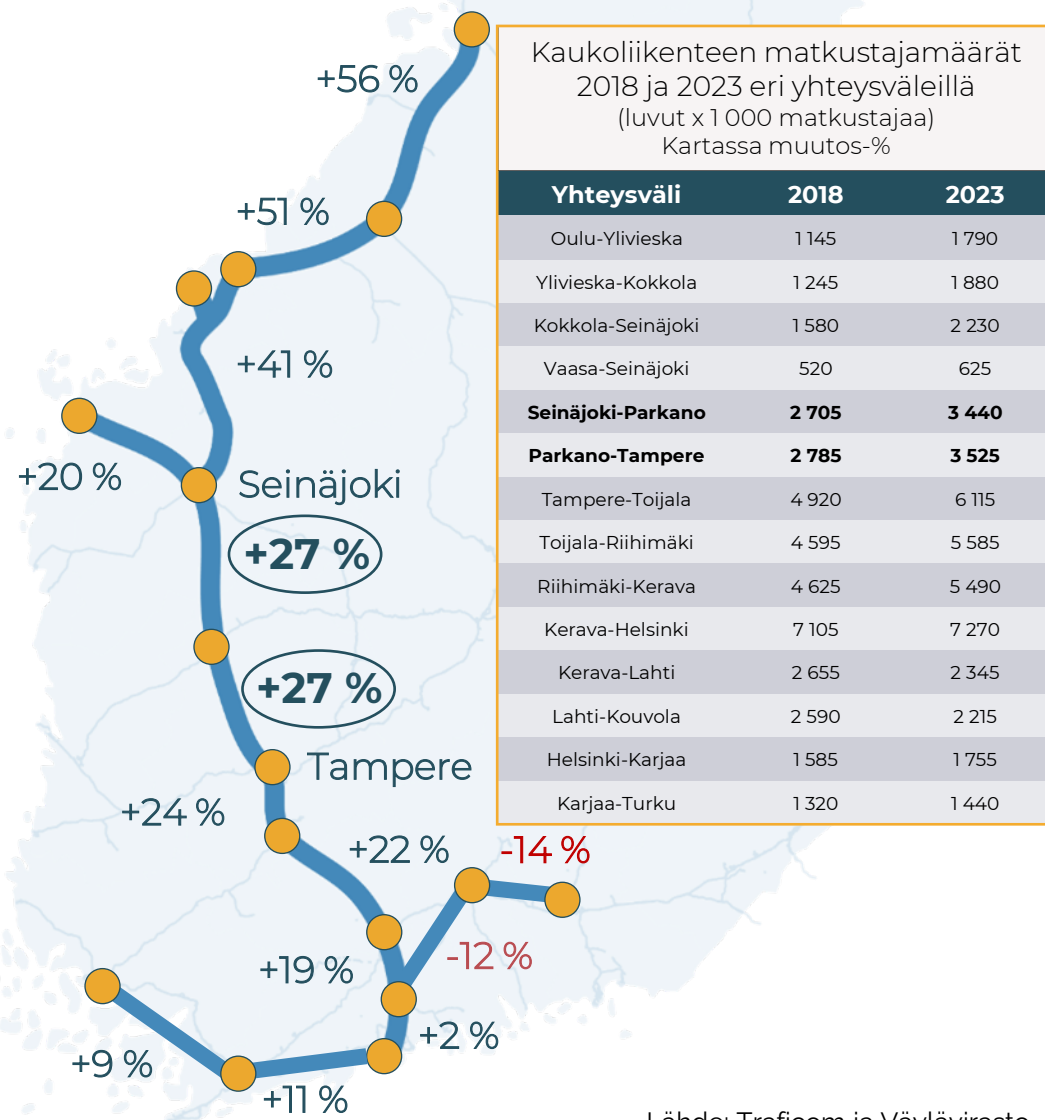 Kaukoliikenteen matkustajamäärät
2018 ja 2023 eri yhteysväleillä
(luvut x 1 000 matkustajaa)
Kartassa muutos-%
Yhteysväli 2018 2023
Oulu-Ylivieska 1 145 1 790
Ylivieska-Kokkola 1 245 1 880
Kokkola-Seinäjoki 1 580 2 230
Vaasa-Seinäjoki 520 625
Seinäjoki-Parkano 2 705 3 440
Parkano-Tampere 2 785 3 525
Tampere-Toijala 4 920 6 115
Toijala-Riihimäki 4 595 5 585
Riihimäki-Kerava 4 625 5 490
Kerava-Helsinki 7 105 7 270
Kerava-Lahti 2 655 2 345
Lahti-Kouvola 2 590 2 215
Helsinki-Karjaa 1 585 1 755
Karjaa-Turku 1 320 1 440
+56 %
+51 %
+41 %
+20 %
Seinäjoki
+27 %
+27 %
Tampere
+24 %
+22 %
-14 %
-12 %
+19 %
+2 %
+9 %
+11 %
Lähde: Traficom ja Väylävirasto